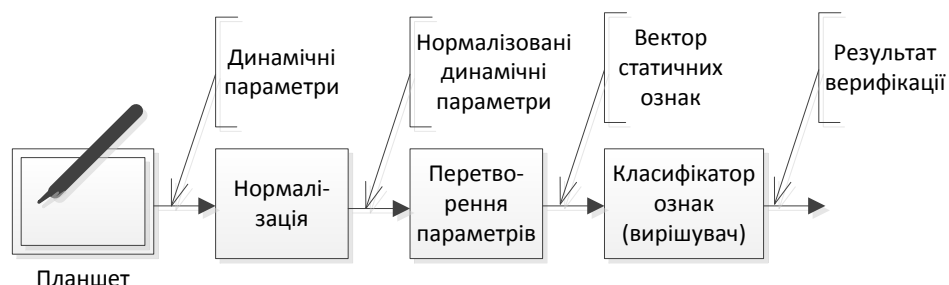 Динамічні
параметри
Нормалізовані
динамічні
параметри
Вектор
статичних
ознак
Результат
верифікації
Нормалі-
зація
Перетво-
рення
параметрів
Класифікатор
ознак
(вирішувач)
Планшет